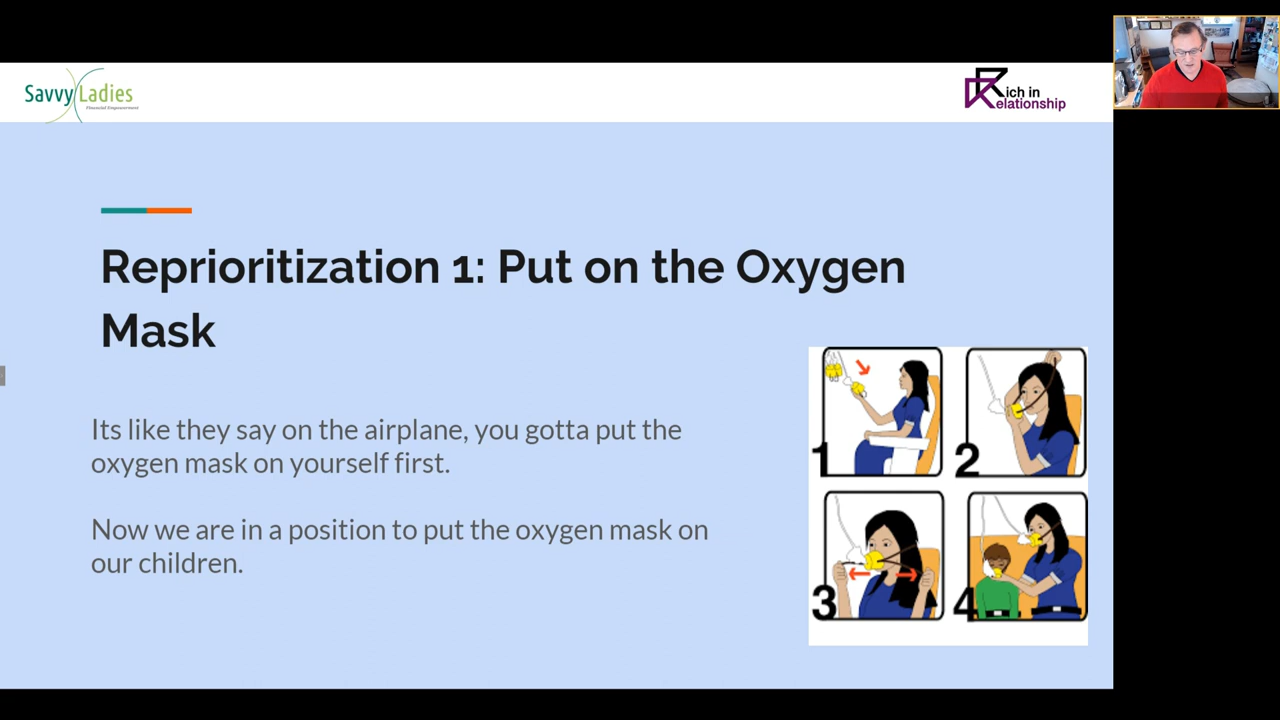 Savvy Ladies
Financial Empowerment
Rich in
Relationship
Reprioritization 1: Put on the Oxygen
Mask
Its like they say on the airplane, you gotta put the
oxygen mask on yourself first.
Now we are in a position to put the oxygen mask on
our children.
1
2
3
4